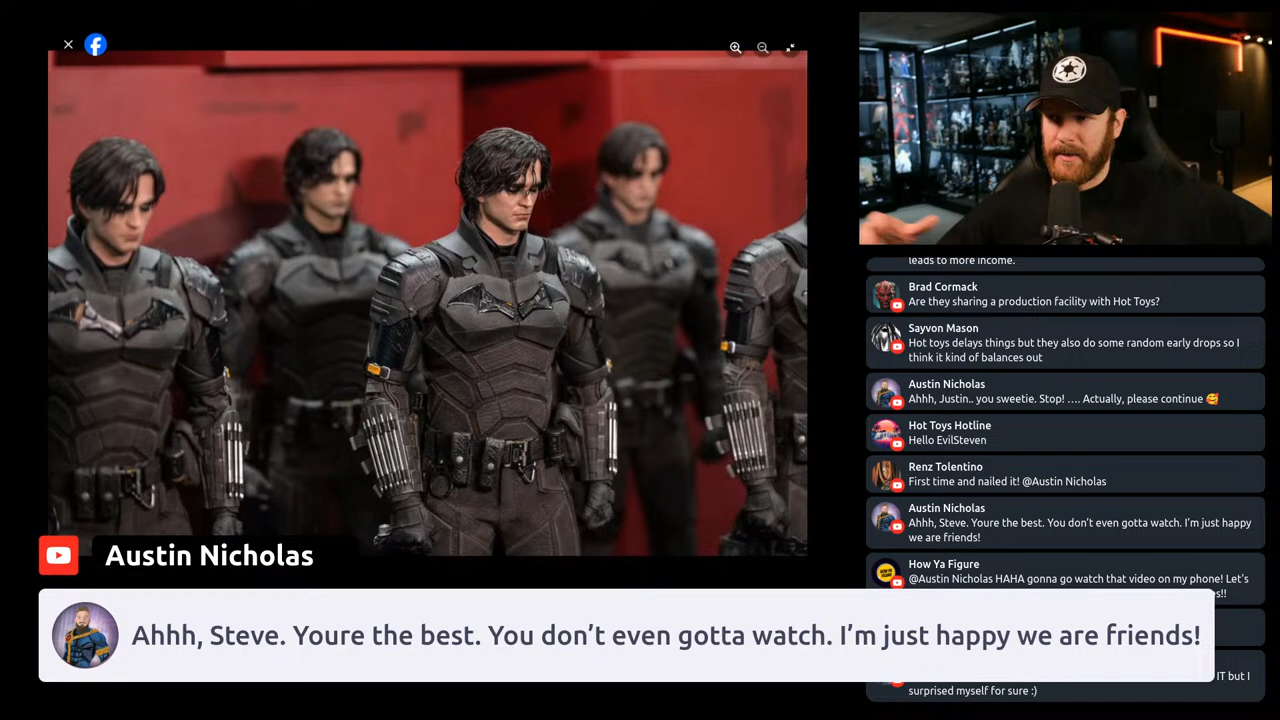 leads to more income.
Brad Cormack
Are they sharing a production facility with Hot Toys?
Sayvon Mason
Hot toys delays things but they also do some random early drops so I
think it kind of balances out
Austin Nicholas
Ahhh, Justin.. you sweetie. Stop! .... Actually, please continue 🥰
Hot Toys Hotline
Hello EvilSteven
Renz Tolentino
First time and nailed it! @Austin Nicholas
Austin Nicholas
Ahhh, Steve. Youre the best. You don't even gotta watch. I'm just happy
we are friends!
How Ya Figure
@Austin Nicholas HAHA gonna go watch that video on my phone! Let's
es!!
IT but I
surprised myself for sure :)
Austin Nicholas
Ahhh, Steve. Youre the best. You don’t even gotta watch. I’m just happy we are friends!